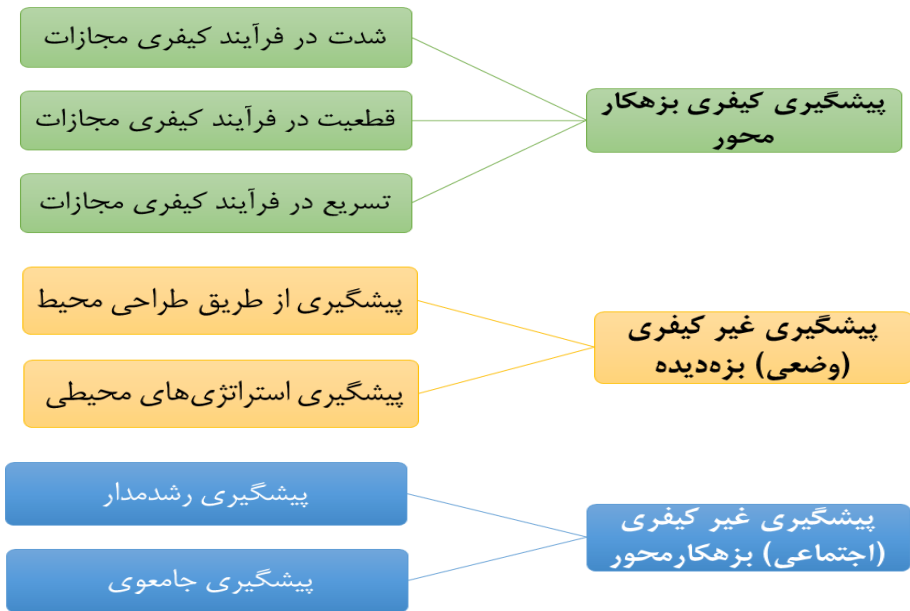 پیشگیری کیفری بزهکار
محور
شدت در فرآیند کیفری مجازات
قطعیت در فرآیند کیفری مجازات
تسریع در فرآیند کیفری مجازات
پیشگیری غیر کیفری
(وضعی) بزه‌دیده
پیشگیری از طریق طراحی محیط
پیشگیری استراتژی‌های محیطی
پیشگیری غیر کیفری
(اجتماعی) بزهکارمحور
پیشگیری رشدمدار
پیشگیری جامعوی